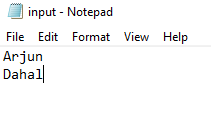 input - Notepad
File Edit Format View Help
Arjun
Dahal